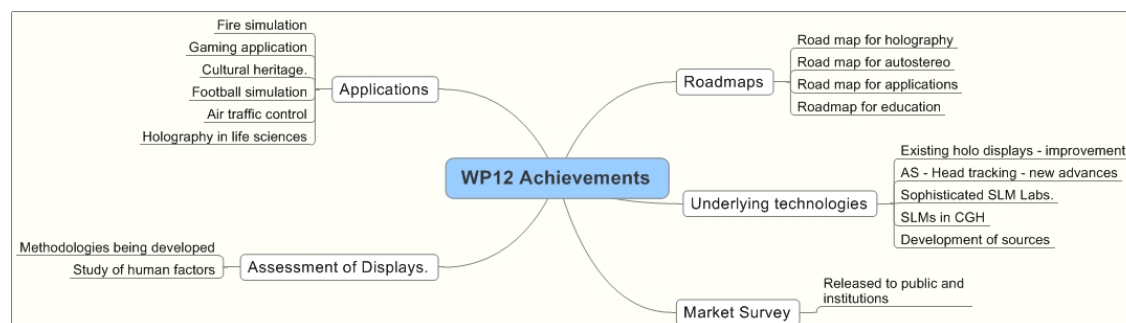 WP12 Achievements
Applications
Fire simulation
Gaming application
Cultural heritage.
Football simulation
Air traffic control
Holography in life sciences
Assessment of Displays.
Methodologies being developed
Study of human factors
Roadmaps
Road map for holography
Road map for autostereo
Road map for applications
Roadmap for education
Underlying technologies
Existing holo displays - improvement
AS - Head tracking - new advances
Sophisticated SLM Labs.
SLMs in CGH
Development of sources
Market Survey
Released to public and
institutions